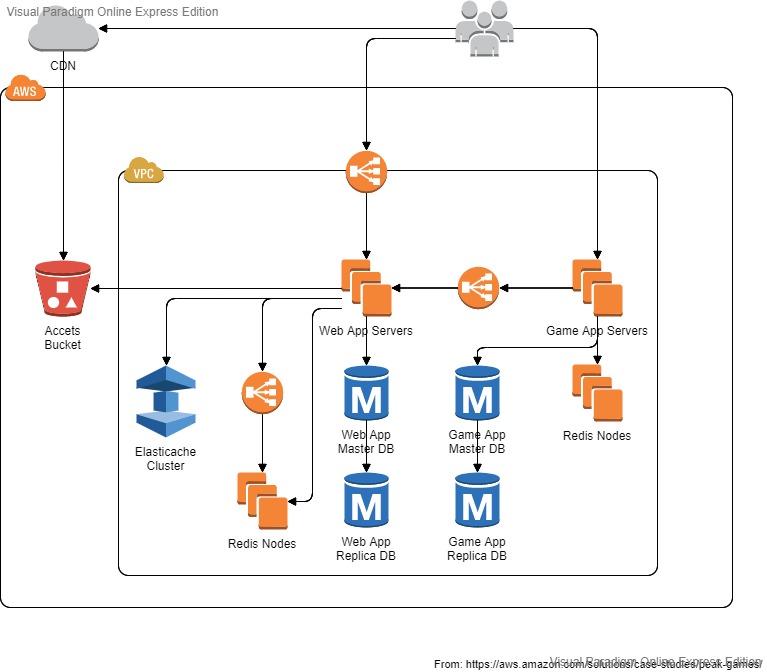 Visual Paradigm Online Express Edition
CDN
AWS
VPC
Accets
Bucket
Web App Servers
Game App Servers
Elasticache
Cluster
M
Web App
Master DB
M
Game App
Master DB
Redis Nodes
Redis Nodes
M
Web App
Replica DB
M
Game App
Replica DB
Visual Paradigm Online Express Edition
From: https://aws.amazon.com/solutions/case-studies/peak-games/